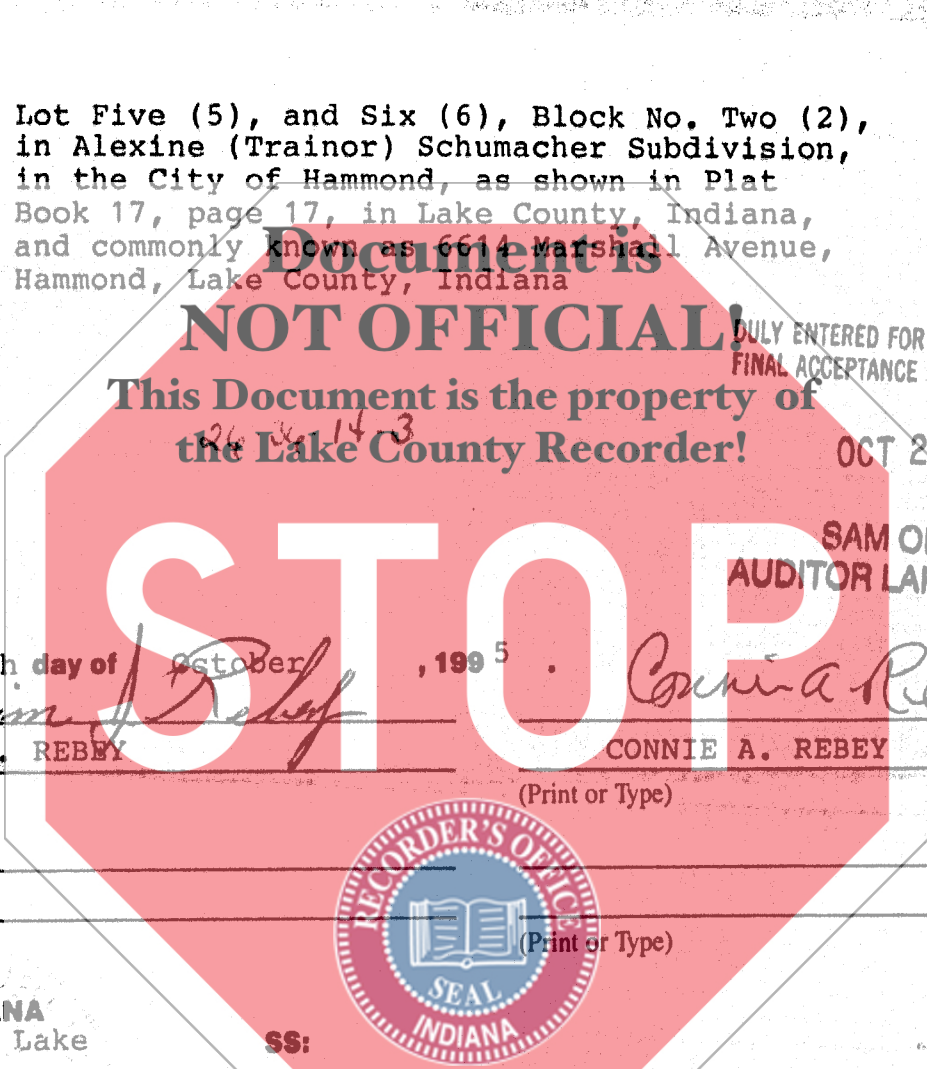 Lot Five (5), and Six (6), Block No. Two (2),
in Alexine (Trainor) Schumacher Subdivision,
in the City of Hammond, as shown in Plat
Book 17, page 17, in Lake County, Indiana,
and commonly known as 6614 Marshall Avenue,
Hammond, Lake County, Indiana
Document is
NOT OFFICIAL!
This Document is the property of
the Lake County Recorder!
DULY ENTERED FOR
FINAL ACCEPTANCE
OCT 2
SAM
AUDITOR
STOP
day of October, 1995.
Connie A
REBEY
CONNIE A. REBEY
(Print or Type)
(Print or Type)
RECORDER'S OFFICE
SEAL
INDIANA
NA
Lake SS: